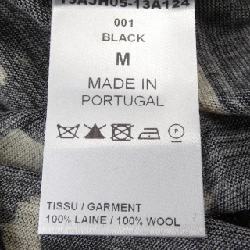 001
BLACK
M
MADE IN
PORTUGAL
TISSU / GARMENT
100% LAINE / 100% WOOL